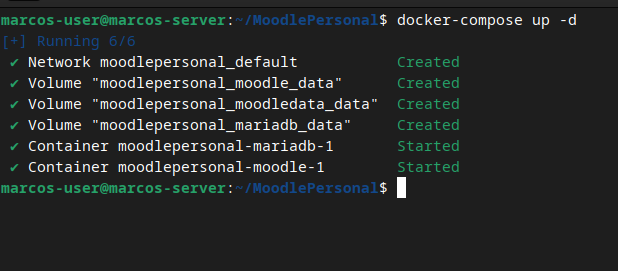 marcos-user@marcos-server:~/MoodlePersonal$ docker-compose up -d
[+] Running 6/6
✔ Network moodlepersonal_default Created
✔ Volume "moodlepersonal_moodle_data" Created
✔ Volume "moodlepersonal_moodledata_data" Created
✔ Volume "moodlepersonal_mariadb_data" Created
✔ Container moodlepersonal-mariadb-1 Started
✔ Container moodlepersonal-moodle-1 Started
marcos-user@marcos-server:~/MoodlePersonal$